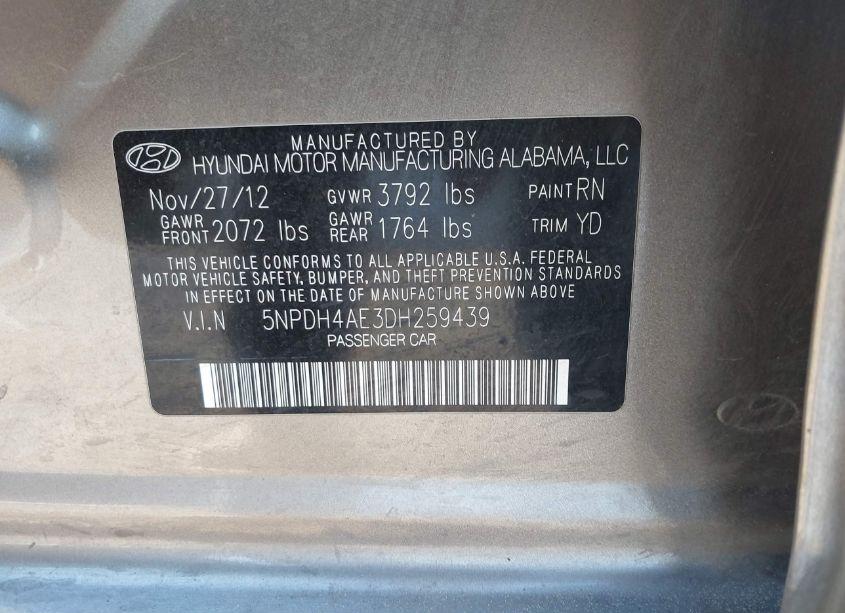 MANUFACTURED BY
HYUNDAI MOTOR MANUFACTURING ALABAMA, LLC
Nov/27/12 GVWR 3792 lbs PAINT RN
GAWR FRONT 2072 lbs GAWR REAR 1764 lbs TRIM YD
THIS VEHICLE CONFORMS TO ALL APPLICABLE U.S.A. FEDERAL
MOTOR VEHICLE SAFETY, BUMPER, AND THEFT PREVENTION STANDARDS
IN EFFECT ON THE DATE OF MANUFACTURE SHOWN ABOVE
V.I.N 5NPDH4AE3DH259439
PASSENGER CAR